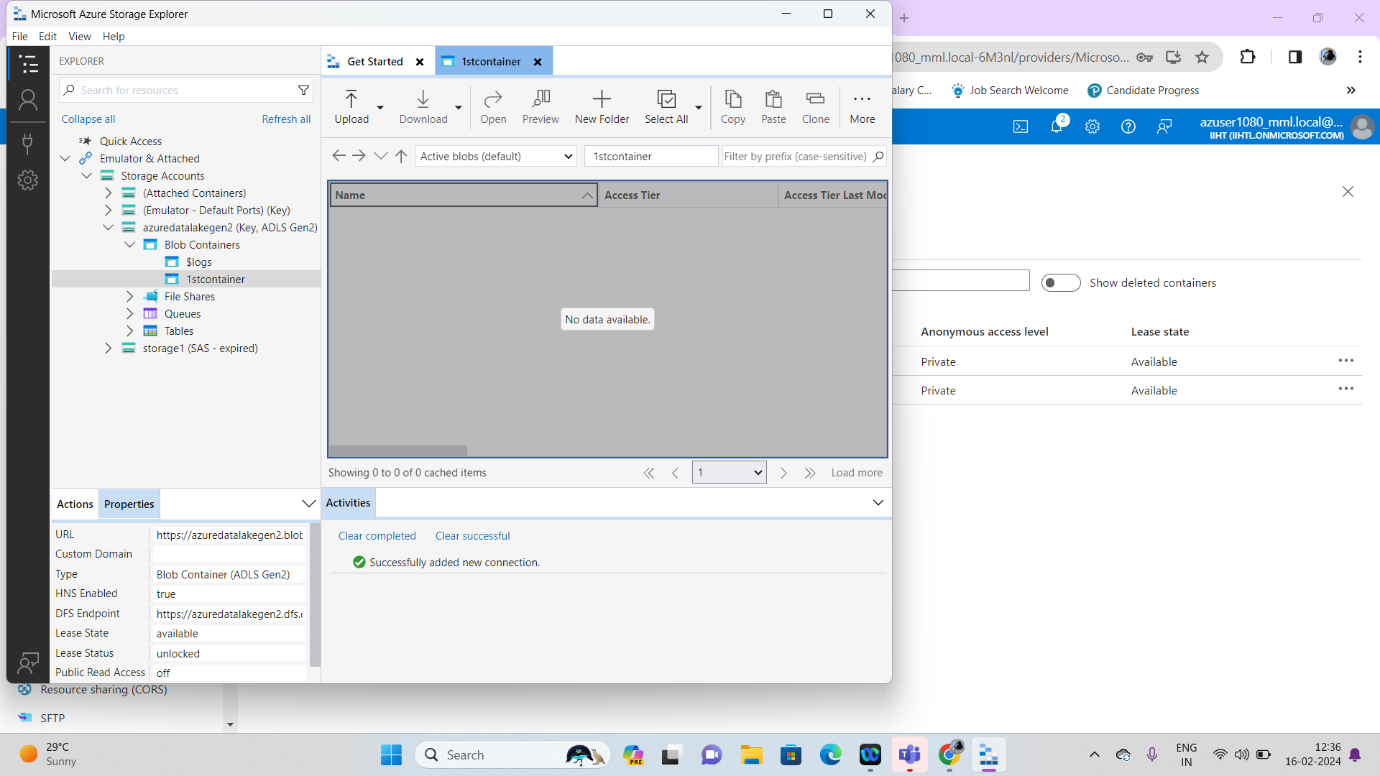 Microsoft Azure Storage Explorer
File Edit View Help
EXPLORER
Search for resources
Collapse all Refresh all
Quick Access
Emulator & Attached
Storage Accounts
(Attached Containers)
(Emulator - Default Ports) (Key)
azuredatalakegen2 (Key, ADLS Gen2)
Blob Containers
$logs
1stcontainer
File Shares
Queues
Tables
storage1 (SAS - expired)
Actions Properties
URL https://azuredatalakegen2.blob
Custom Domain
Type Blob Container (ADLS Gen2)
HNS Enabled true
DFS Endpoint https://azuredatalakegen2.dfs.c
Lease State available
Lease Status unlocked
Public Read Access off
Get Started 1stcontainer
Upload Download Open Preview New Folder Select All Copy Paste Clone More
Active blobs (default) 1stcontainer Filter by prefix (case-sensitive)
Name Access Tier Access Tier Last Mod
No data available.
Showing 0 to 0 of 0 cached items 1 Load more
Activities
Clear completed Clear successful
Successfully added new connection.
1080_mml.local-6M3nl/providers/Microso...
alary C... Job Search Welcome Candidate Progress
2 azuser1080_mml.local@...
IIHT (IIHTL.ONMICROSOFT.COM)
Show deleted containers
Anonymous access level Lease state
Private Available
Private Available
Resource sharing (CORS)
SFTP
29°C
Sunny
Search
PRE
ENG
IN
12:36
16-02-2024